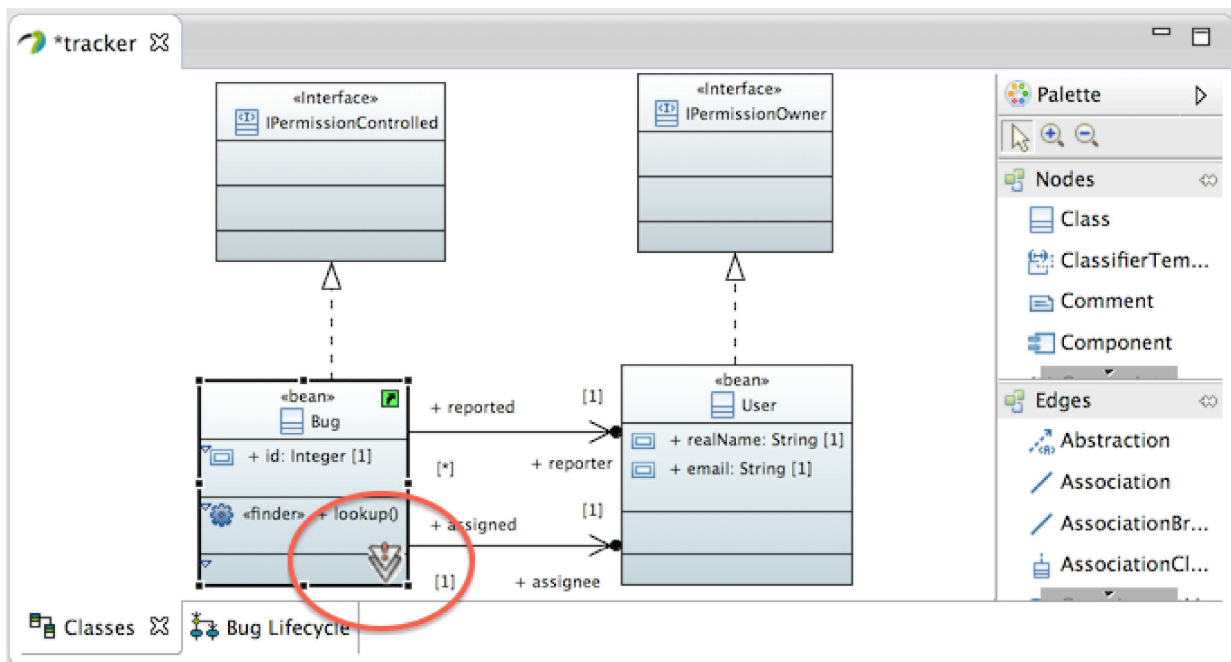 *tracker
«Interface»
IPermissionControlled
«Interface»
IPermissionOwner
«bean»
Bug
+ id: Integer [1]
«finder» + lookup()
+ reported
[1]
[*]
+ reporter
+ assigned
[1]
[1]
+ assignee
«bean»
User
+ realName: String [1]
+ email: String [1]
Palette
Nodes
Class
ClassifierTem...
Comment
Component
Edges
Abstraction
Association
AssociationBr...
AssociationCl...
Classes
Bug Lifecycle